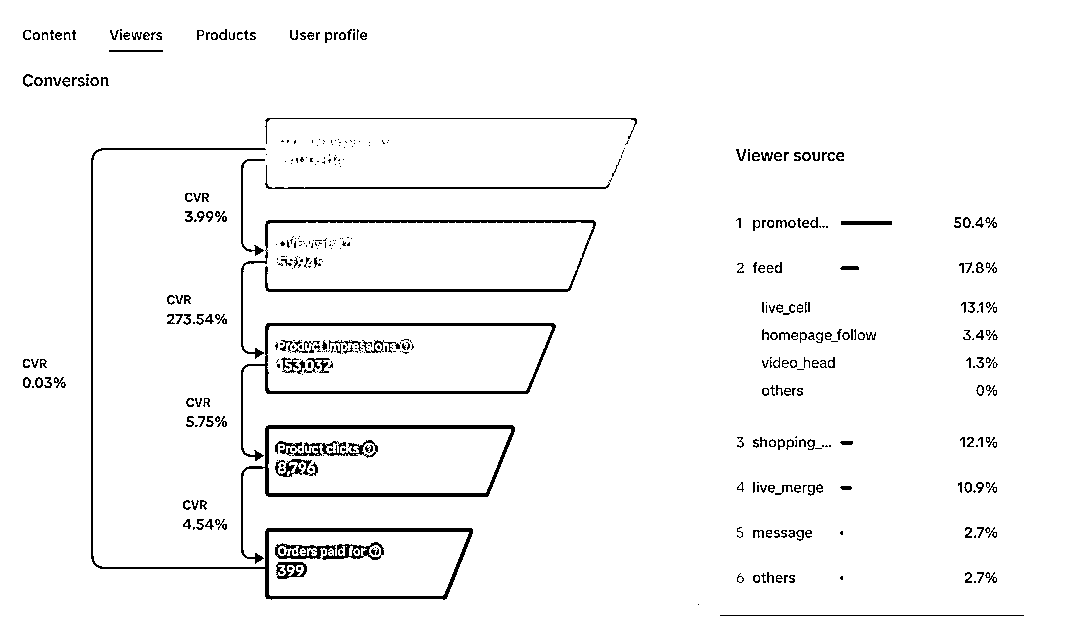 Content Viewers Products User profile
Conversion
CVR
3.99%
55,945
CVR
273.54%
Product impressions
153,032
CVR
0.03%
CVR
5.75%
Product clicks
8,796
CVR
4.54%
Orders paid for
399
Viewer source
1 promoted... 50.4%
2 feed 17.8%
live_cell 13.1%
homepage_follow 3.4%
video_head 1.3%
others 0%
3 shopping_... 12.1%
4 live_merge 10.9%
5 message 2.7%
6 others 2.7%